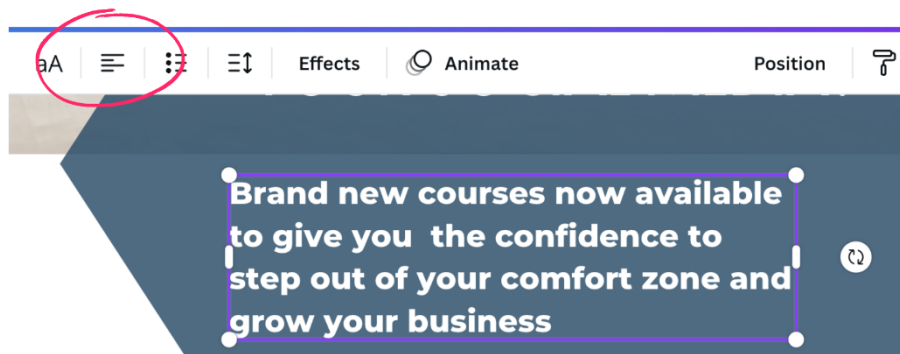 aA Effects Animate Position
Brand new courses now available
to give you  the confidence to
step out of your comfort zone and
grow your business